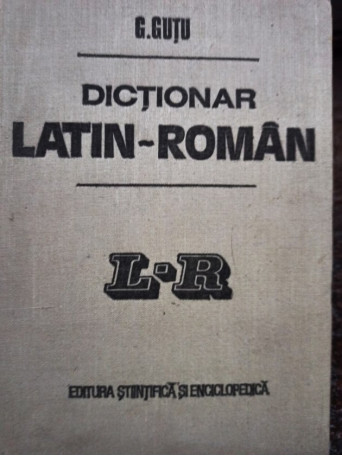 G.GUȚU
DICȚIONAR
LATIN-ROMÂN
L-R
EDITURA ȘTIINȚIFICĂ ȘI ENCICLOPEDICĂ